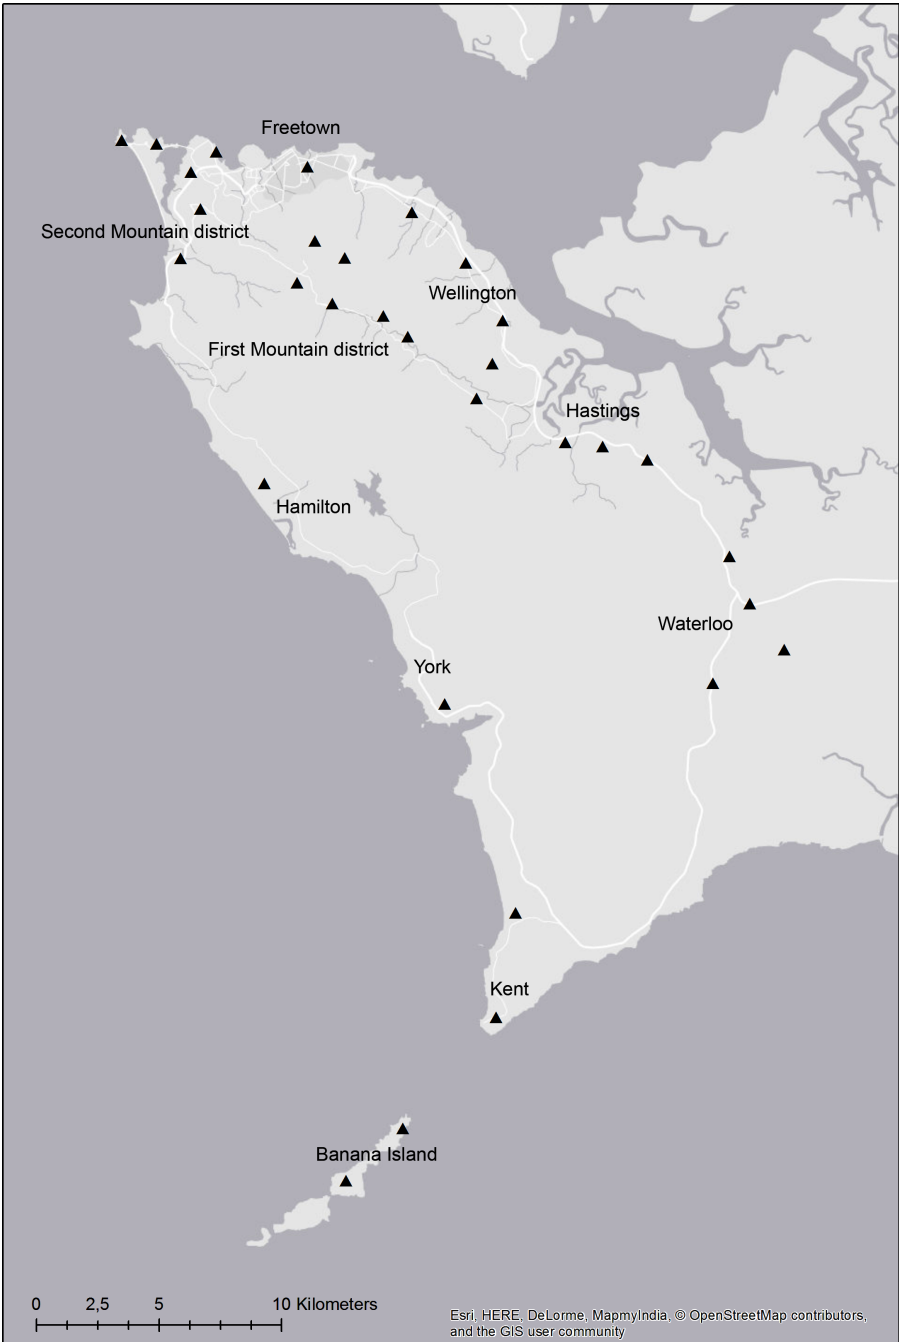 Freetown
Second Mountain district
Wellington
First Mountain district
Hastings
Hamilton
Waterloo
York
Kent
Banana Island
0 2,5 5 10 Kilometers
Esri, HERE, DeLorme, MapmyIndia, © OpenStreetMap contributors,
and the GIS user community